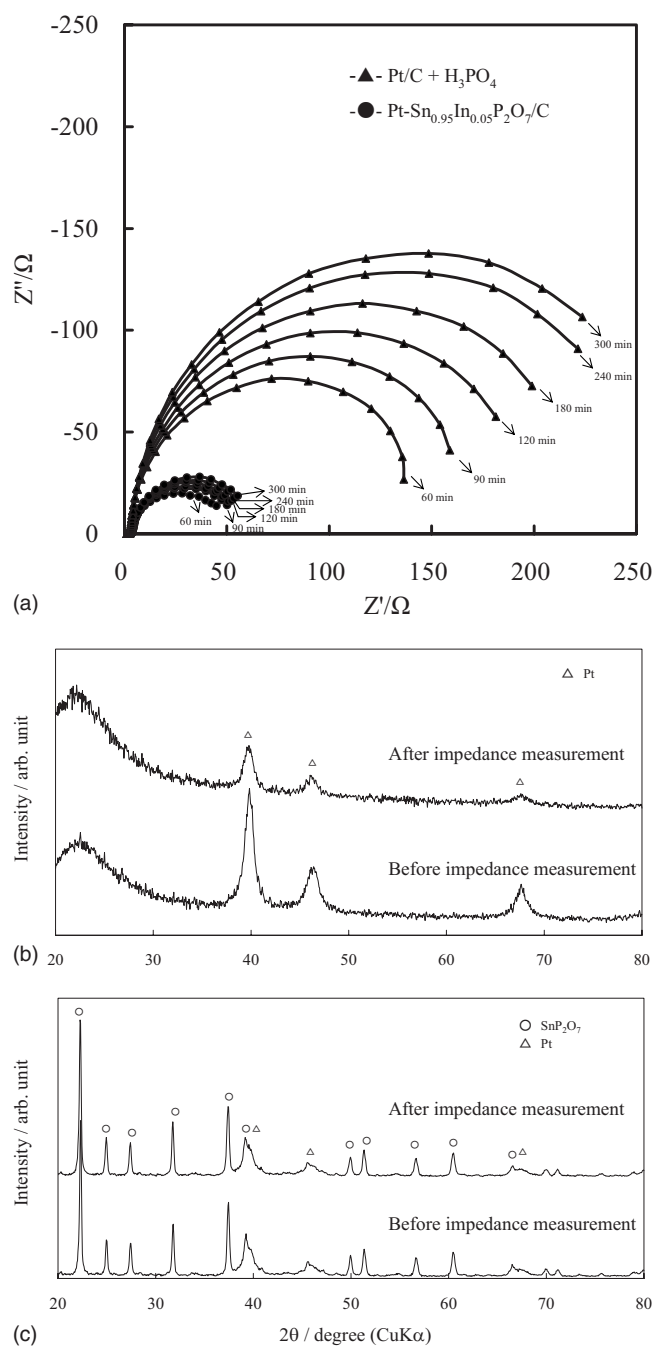 -250
-200
-150
-100
-50
0
Z''/Ω
-▲- Pt/C + H₃PO₄
-●- Pt-Sn₀.₉₅In₀.₀₅P₂O₇/C
300 min
240 min
180 min
120 min
90 min
60 min
300 min
240 min
180 min
120 min
90 min
60 min
0 50 100 150 200 250
Z'/Ω
(a)
△ Pt
After impedance measurement
Before impedance measurement
Intensity / arb. unit
20 30 40 50 60 70 80
(b)
○ SnP₂O₇
△ Pt
After impedance measurement
Before impedance measurement
Intensity / arb. unit
20 30 40 50 60 70 80
2θ / degree (CuKα)
(c)